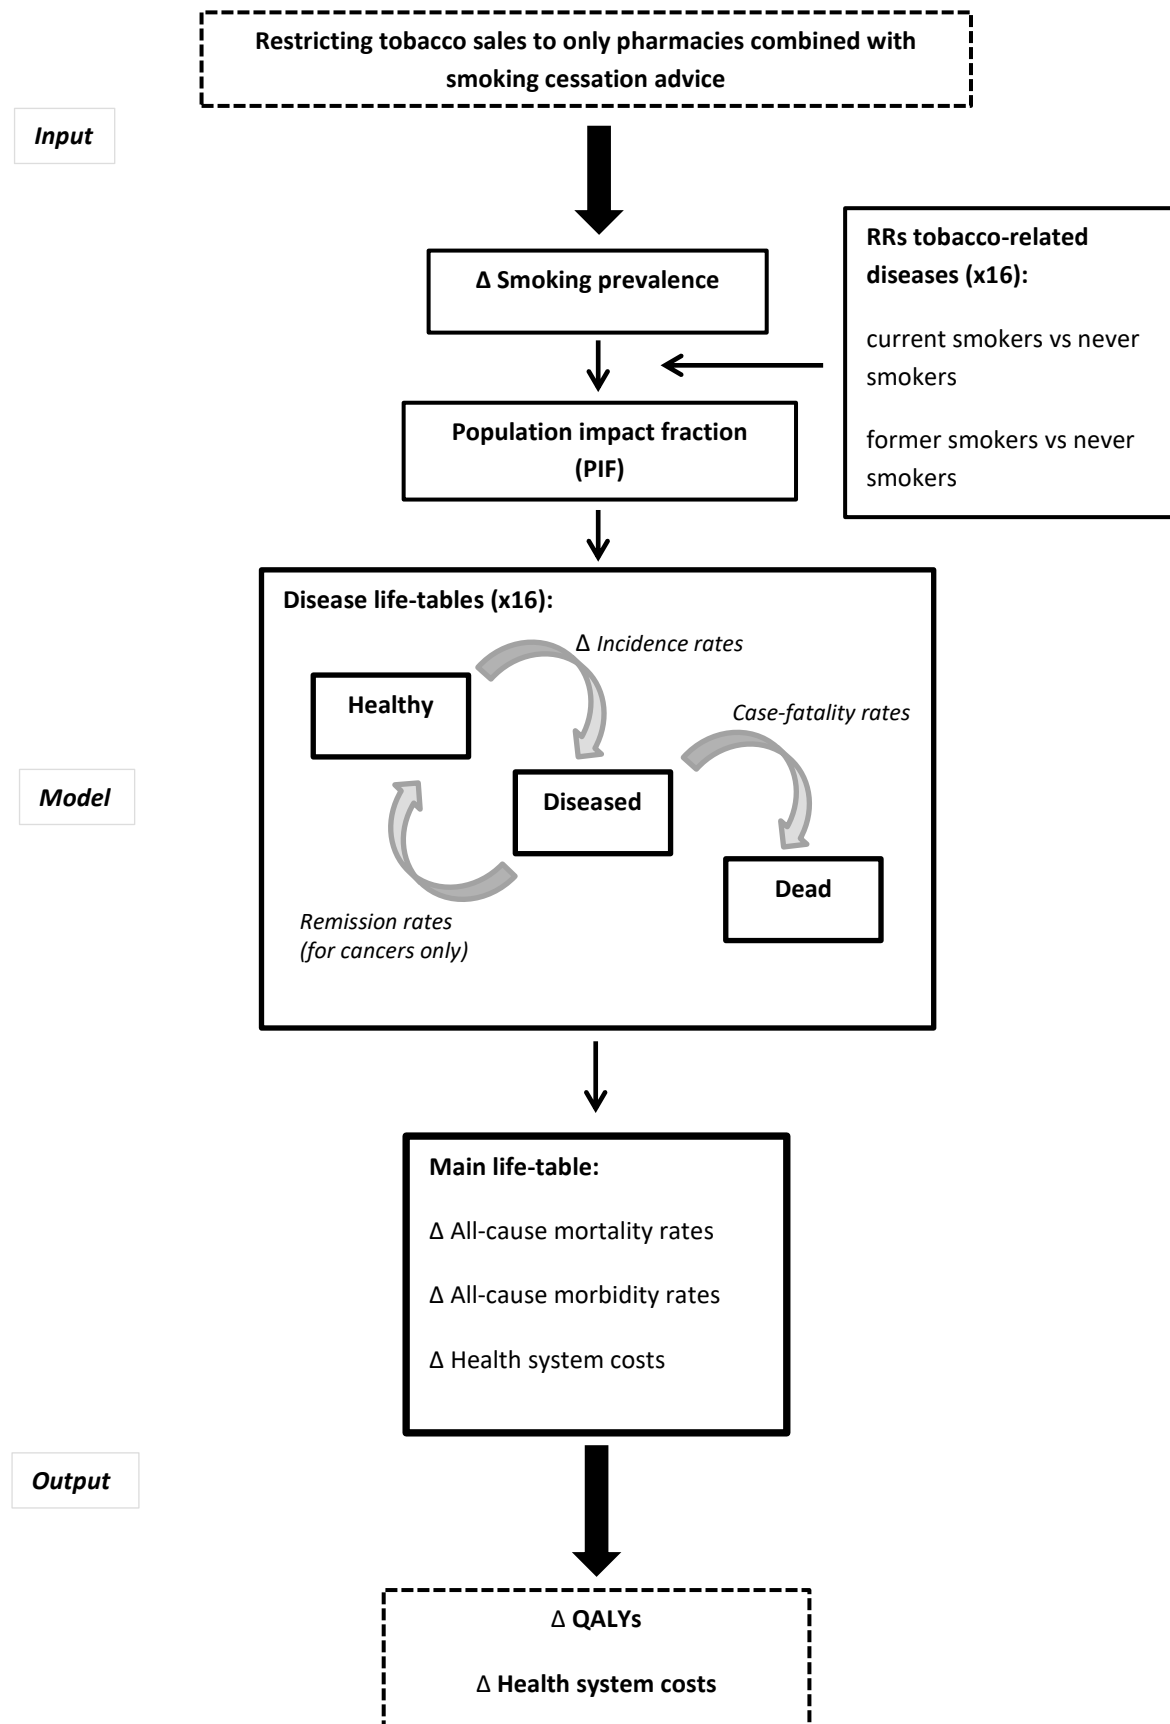 Restricting tobacco sales to only pharmacies combined with
smoking cessation advice
Input
Δ Smoking prevalence
RRs tobacco-related
diseases (x16):
current smokers vs never
smokers
former smokers vs never
smokers
Population impact fraction
(PIF)
Disease life-tables (x16):
Δ Incidence rates
Healthy
Case-fatality rates
Model
Diseased
Dead
Remission rates
(for cancers only)
Main life-table:
Δ All-cause mortality rates
Δ All-cause morbidity rates
Δ Health system costs
Output
Δ QALYs
Δ Health system costs